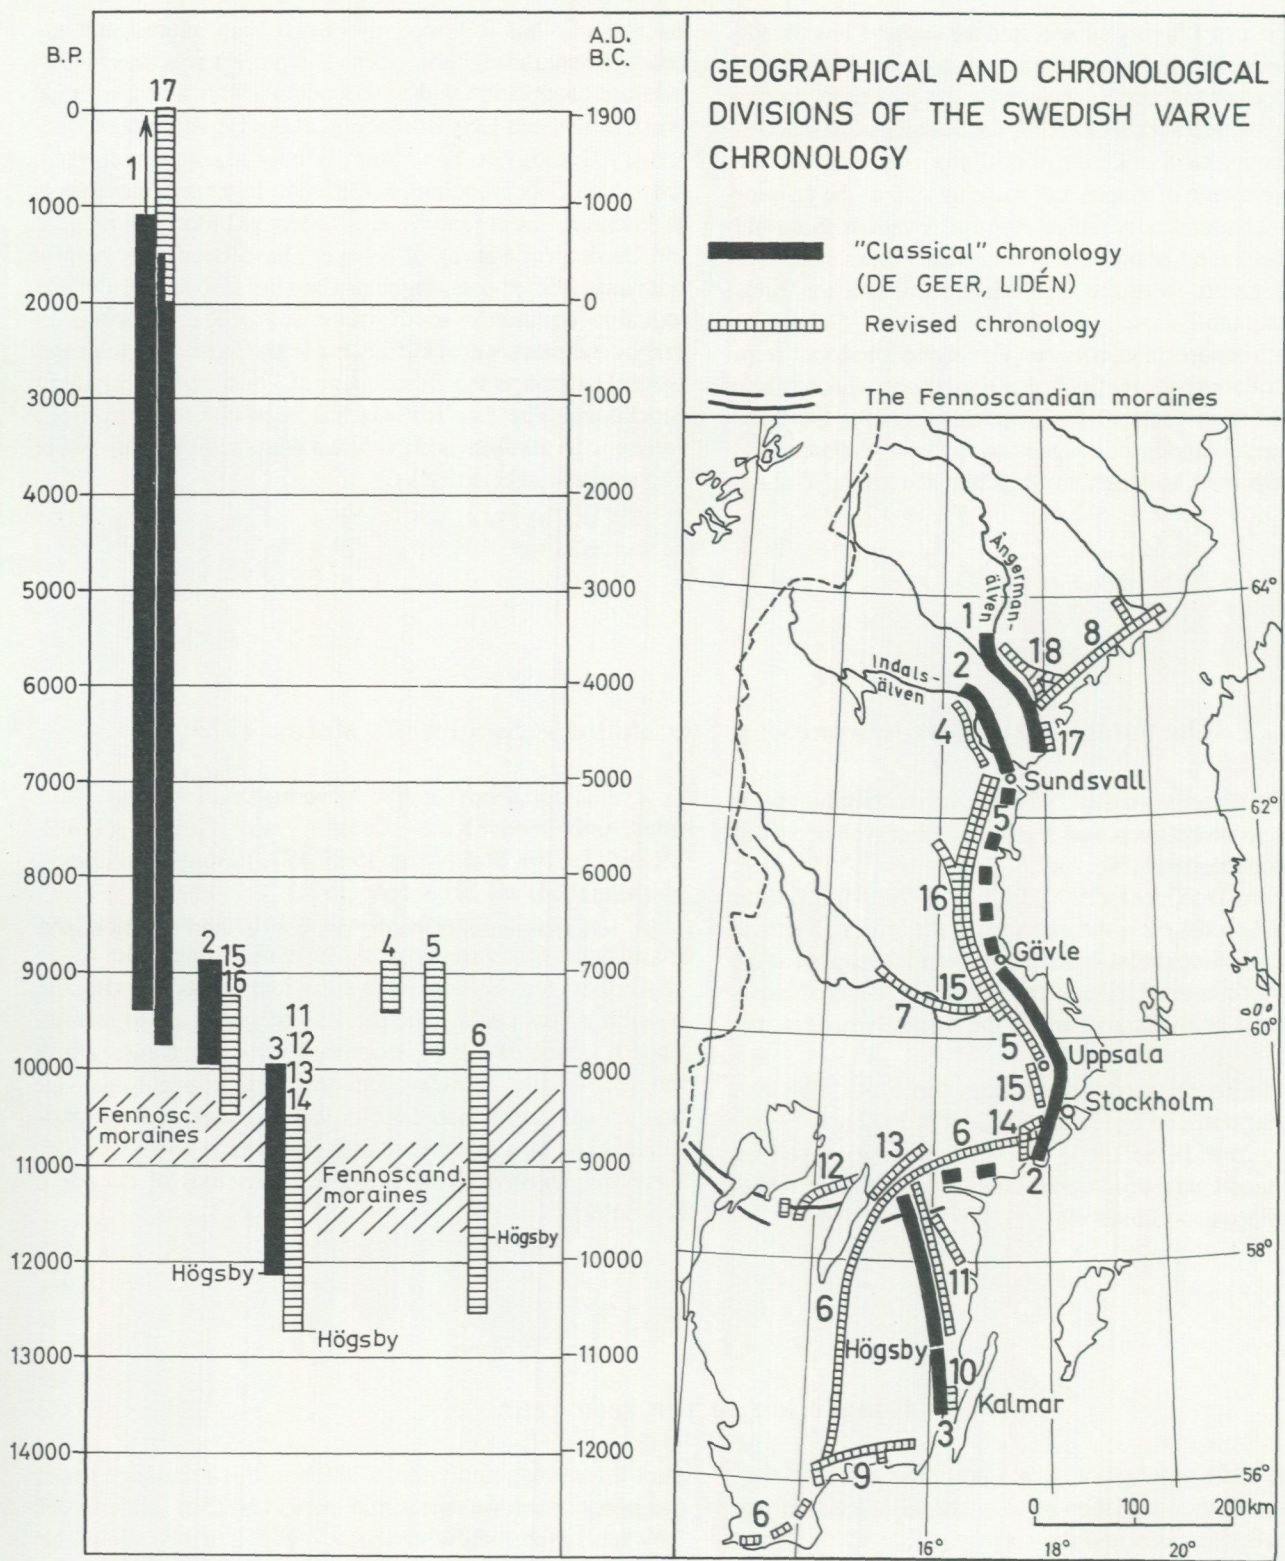 B.P.
A.D.
B.C.
0
1000
2000
3000
4000
5000
6000
7000
8000
9000
10000
11000
12000
13000
14000
1900
1000
0
1000
2000
3000
4000
5000
6000
7000
8000
9000
10000
11000
12000
17
1
2
15
16
11
12
3
13
14
4
5
6
Fennosc.
moraines
Fennoscand.
moraines
Högsby
Högsby
Högsby
GEOGRAPHICAL AND CHRONOLOGICAL
DIVISIONS OF THE SWEDISH VARVE
CHRONOLOGY
"Classical" chronology
(DE GEER, LIDÉN)
Revised chronology
The Fennoscandian moraines
Ångerman-
älven
64°
1
18
8
2
Indals-
älven
4
17
Sundsvall
62°
5
16
Gävle
15
7
60°
5
Uppsala
15
Stockholm
14
6
13
12
2
58°
11
6
Högsby
10
Kalmar
3
9
56°
6
0 100 200 km
16° 18° 20°